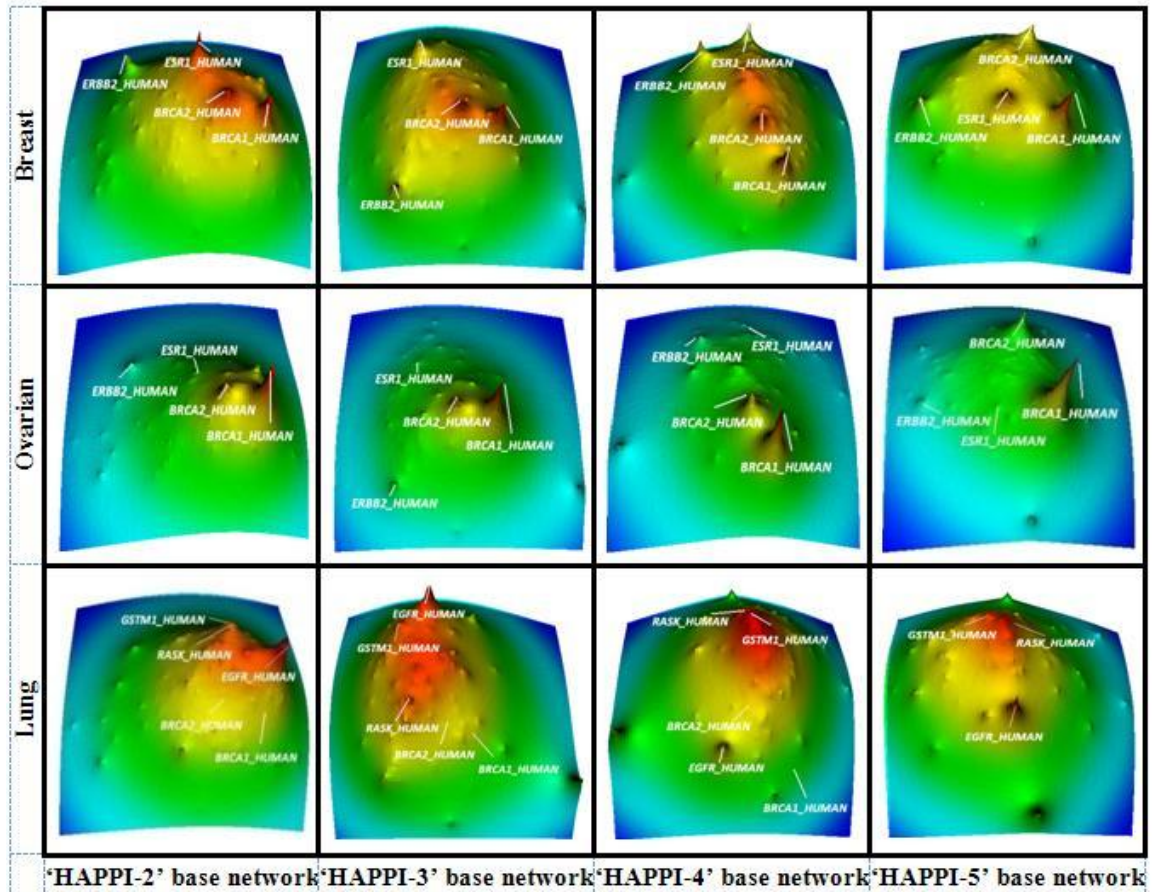 Breast
ESR1_HUMAN
ERBB2_HUMAN
BRCA2_HUMAN
BRCA1_HUMAN
ESR1_HUMAN
BRCA2_HUMAN
BRCA1_HUMAN
ERBB2_HUMAN
ESR1_HUMAN
ERBB2_HUMAN
BRCA2_HUMAN
BRCA1_HUMAN
BRCA2_HUMAN
ESR1_HUMAN
ERBB2_HUMAN
BRCA1_HUMAN
Ovarian
ESR1_HUMAN
ERBB2_HUMAN
BRCA2_HUMAN
BRCA1_HUMAN
ESR1_HUMAN
BRCA2_HUMAN
BRCA1_HUMAN
ERBB2_HUMAN
ESR1_HUMAN
ERBB2_HUMAN
BRCA2_HUMAN
BRCA1_HUMAN
BRCA2_HUMAN
BRCA1_HUMAN
ERBB2_HUMAN
ESR1_HUMAN
Lung
GSTM1_HUMAN
RASK_HUMAN
EGFR_HUMAN
BRCA2_HUMAN
BRCA1_HUMAN
EGFR_HUMAN
GSTM1_HUMAN
RASK_HUMAN
BRCA2_HUMAN
BRCA1_HUMAN
RASK_HUMAN
GSTM1_HUMAN
BRCA2_HUMAN
EGFR_HUMAN
BRCA1_HUMAN
GSTM1_HUMAN
RASK_HUMAN
EGFR_HUMAN
‘HAPPI-2’ base network
‘HAPPI-3’ base network
‘HAPPI-4’ base network
‘HAPPI-5’ base network